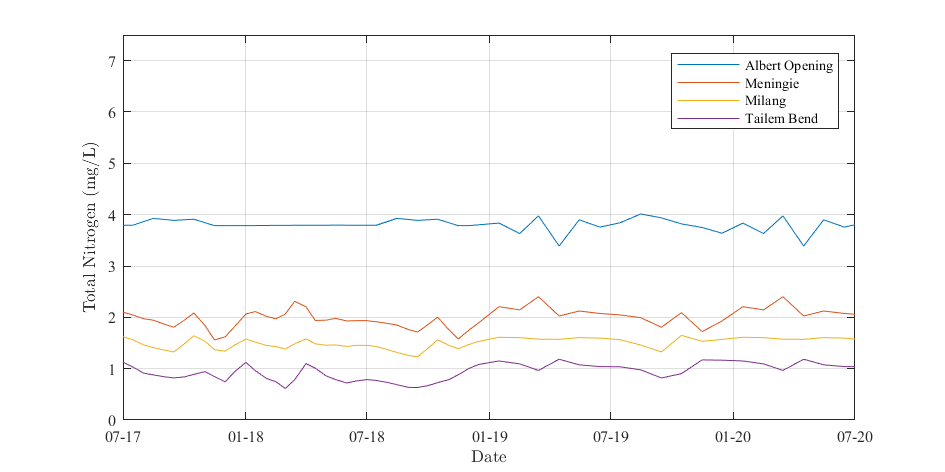 7
6
5
4
3
2
1
0
Total Nitrogen (mg/L)
Albert Opening
Meningie
Milang
Tailem Bend
07-17 01-18 07-18 01-19 07-19 01-20 07-20
Date